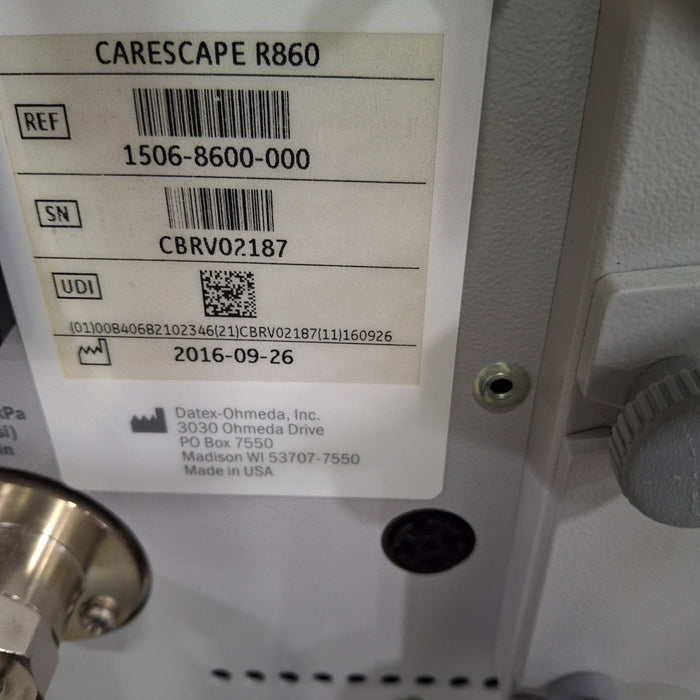 CARESCAPE R860
REF
1506-8600-000
SN
CBRV02187
UDI
(01)00840682102346(21)CBRV02187(11)160926
2016-09-26
Datex-Ohmeda, Inc.
3030 Ohmeda Drive
PO Box 7550
Madison WI 53707-7550
Made in USA